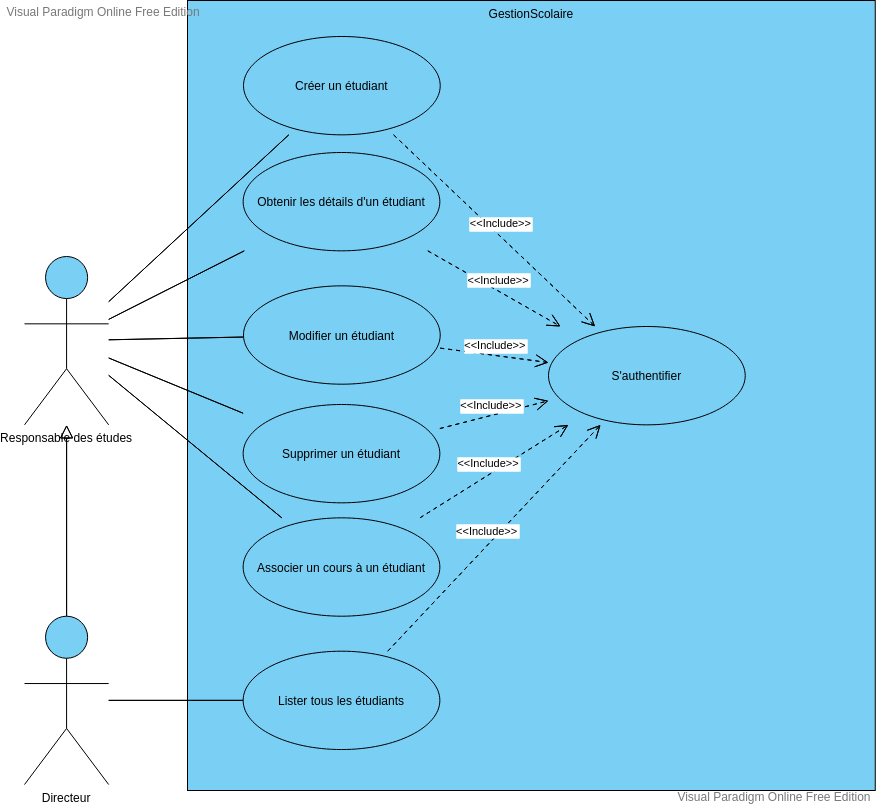 Visual Paradigm Online Free Edition
GestionScolaire
Créer un étudiant
Obtenir les détails d'un étudiant
<<Include>>
<<Include>>
Modifier un étudiant
<<Include>>
S'authentifier
<<Include>>
Responsable des études
Supprimer un étudiant
<<Include>>
<<Include>>
Associer un cours à un étudiant
Lister tous les étudiants
Directeur
Visual Paradigm Online Free Edition